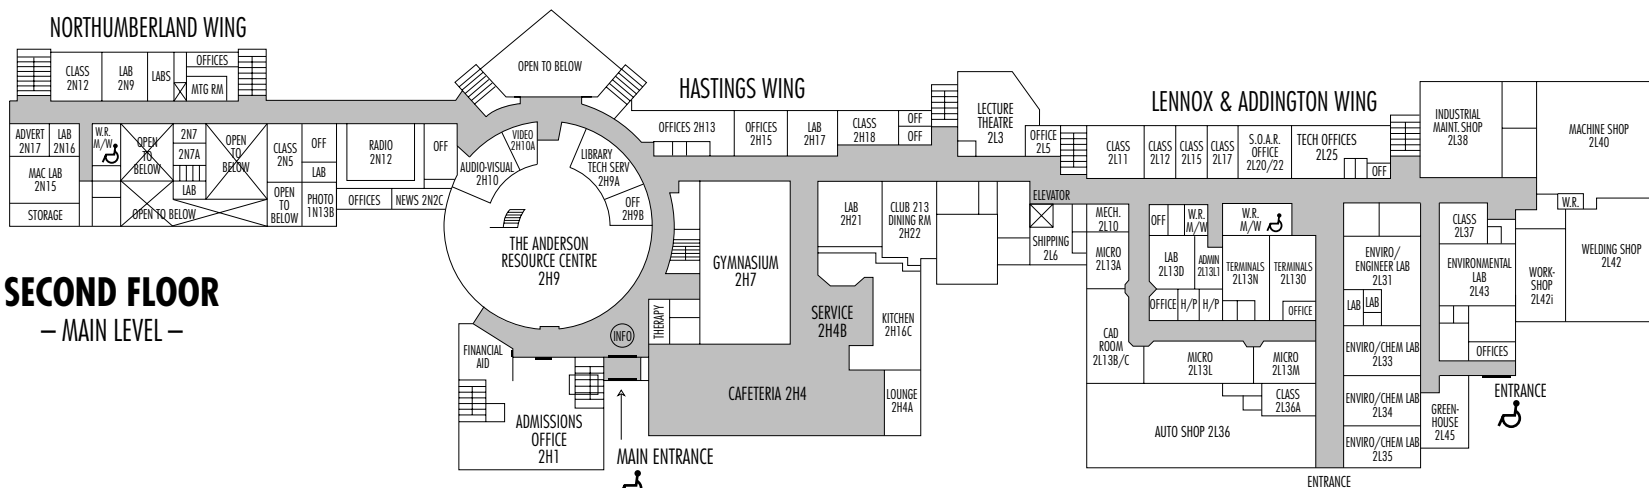 NORTHUMBERLAND WING
HASTINGS WING
LENNOX & ADDINGTON WING
SECOND FLOOR
– MAIN LEVEL –
CLASS
2N12
LAB
2N9
LABS
OFFICES
MTG RM
ADVERT
2N17
LAB
2N16
W.R.
M/W
OPEN
TO
BELOW
2N7
2N7A
LAB
OPEN
TO
BELOW
CLASS
2N5
OFF
LAB
MAC LAB
2N15
STORAGE
OPEN TO BELOW
OPEN
TO
BELOW
PHOTO
1N13B
RADIO
2N12
OFF
OFFICES
NEWS 2N2C
OPEN TO BELOW
VIDEO
2H10A
AUDIO-VISUAL
2H10
LIBRARY
TECH SERV
2H9A
OFF
2H9B
THE ANDERSON
RESOURCE CENTRE
2H9
INFO
FINANCIAL
AID
ADMISSIONS
OFFICE
2H1
MAIN ENTRANCE
OFFICES 2H13
OFFICES
2H15
LAB
2H17
CLASS
2H18
OFF
OFF
GYMNASIUM
2H7
THERAPY
LAB
2H21
CLUB 213
DINING RM
2H22
SERVICE
2H4B
KITCHEN
2H16C
CAFETERIA 2H4
LOUNGE
2H4A
LECTURE
THEATRE
2L3
OFFICE
2L5
ELEVATOR
SHIPPING
2L6
CLASS
2L11
CLASS
2L12
CLASS
2L15
CLASS
2L17
S.O.A.R.
OFFICE
2L20/22
TECH OFFICES
2L25
OFF
MECH.
2L10
MICRO
2L13A
OFF
W.R.
M/W
W.R.
M/W
LAB
2L13D
ADMIN
2L13L1
TERMINALS
2L13N
TERMINALS
2L13O
OFFICE
H/P
H/P
OFFICE
CAD
ROOM
2L13B/C
MICRO
2L13L
MICRO
2L13M
CLASS
2L36A
AUTO SHOP 2L36
ENTRANCE
INDUSTRIAL
MAINT. SHOP
2L38
MACHINE SHOP
2L40
ENVIRO/
ENGINEER LAB
2L31
LAB
LAB
ENVIRO/CHEM LAB
2L33
ENVIRO/CHEM LAB
2L34
ENVIRO/CHEM LAB
2L35
CLASS
2L37
ENVIRONMENTAL
LAB
2L43
OFFICES
GREEN-
HOUSE
2L45
ENTRANCE
W.R.
WORK-
SHOP
2L42i
WELDING SHOP
2L42